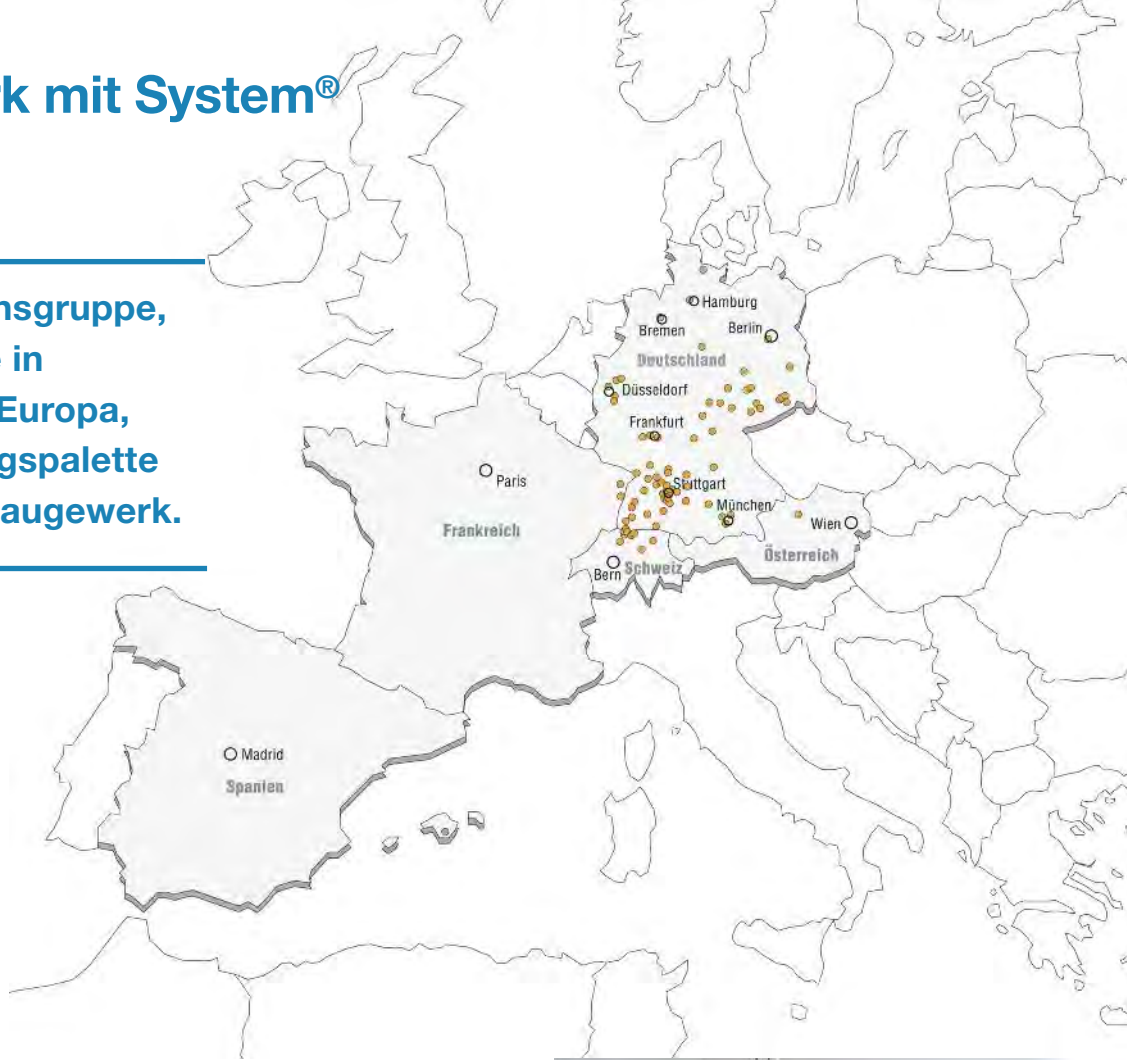 rk mit System®
nsgruppe,
e in
Europa,
gspalette
augewerk.
Hamburg
Bremen
Berlin
Deutschland
Düsseldorf
Frankfurt
Paris
Stuttgart
München
Wien
Frankreich
Österreich
Bern
Schweiz
Madrid
Spanien